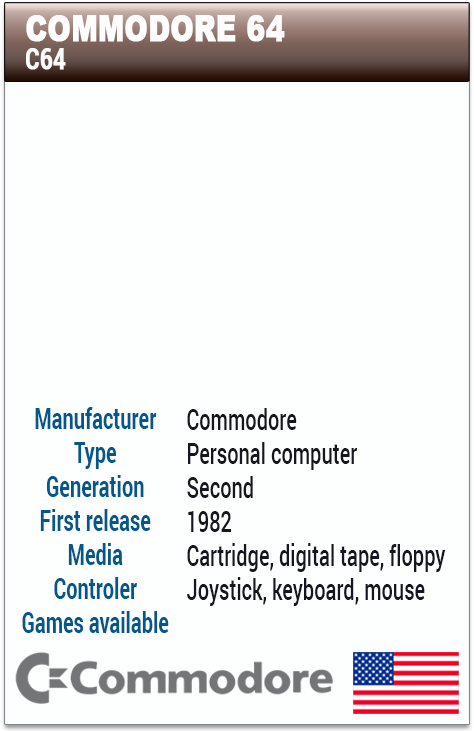 COMMODORE 64
C64
Manufacturer Commodore
Type Personal computer
Generation Second
First release 1982
Media Cartridge, digital tape, floppy
Controler Joystick, keyboard, mouse
Games available
Commodore